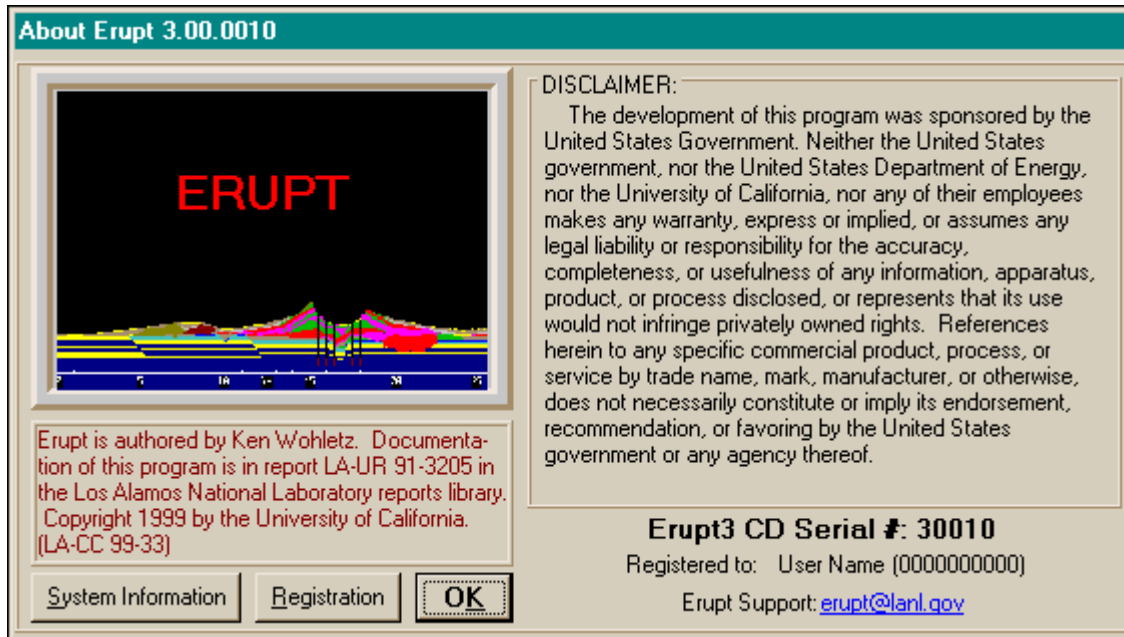 About Erupt 3.00.0010
ERUPT
0 5 10 15 20 25
Erupt is authored by Ken Wohletz. Documenta-
tion of this program is in report LA-UR 91-3205 in
the Los Alamos National Laboratory reports library.
Copyright 1999 by the University of California.
(LA-CC 99-33)
System Information
Registration
OK
DISCLAIMER:
The development of this program was sponsored by the
United States Government. Neither the United States
government, nor the United States Department of Energy,
nor the University of California, nor any of their employees
makes any warranty, express or implied, or assumes any
legal liability or responsibility for the accuracy,
completeness, or usefulness of any information, apparatus,
product, or process disclosed, or represents that its use
would not infringe privately owned rights. References
herein to any specific commercial product, process, or
service by trade name, mark, manufacturer, or otherwise,
does not necessarily constitute or imply its endorsement,
recommendation, or favoring by the United States
government or any agency thereof.
Erupt3 CD Serial #: 30010
Registered to: User Name (0000000000)
Erupt Support: erupt@lanl.gov